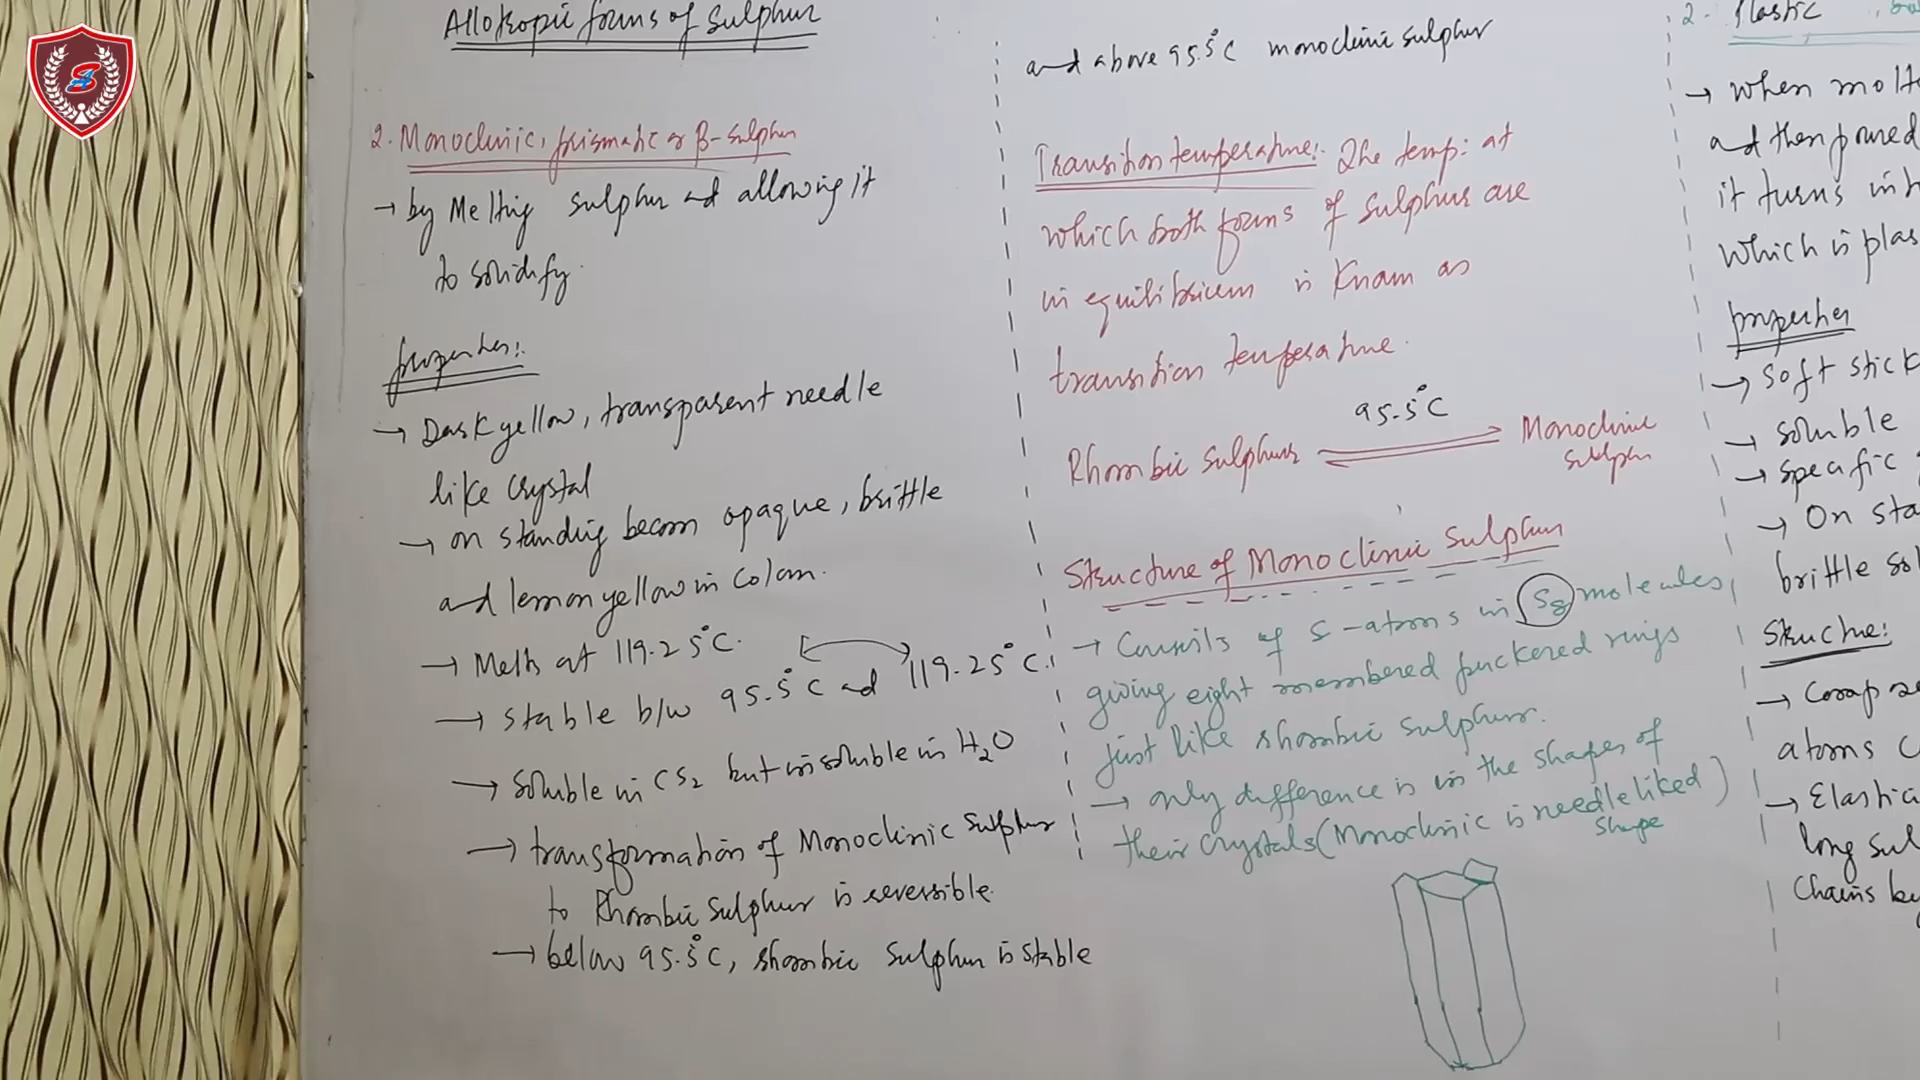 Allotropic forms of Sulphur
2. Monoclinic, prismatic or β-Sulphur
→ by Melting sulphur and allowing it
to solidify.
properties:
→ Dark yellow, transparent needle
like crystal
→ on standing becom opaque, brittle
and lemon yellow in colour.
→ Melts at 119.25°C.
→ stable b/w 95.5°C and 119.25°C.
→ soluble in CS₂ but insoluble in H₂O
→ transformation of Monoclinic Sulphur
to Rhombic Sulphur is reversible.
→ below 95.5°C, rhombic sulphur is stable
and above 95.5°C monoclinic sulphur
Transition temperature:. The temp: at
which both forms of sulphur are
in equilibrium is known as
transition temperature.
95.5°C
Rhombic Sulphur ⇌ Monoclinic
sulphur
Structure of Monoclinic Sulphur
→ Consists of S-atoms in S₈ molecules
giving eight membered puckered rings
just like rhombic sulphur.
→ only difference is in the shapes of
their crystals (Monoclinic is needle liked)
shape
2. Plastic
→ When molt
and then poured
it turns int
which is plas
properties
→ Soft stick
→ soluble
→ specific
→ On sta
brittle sol
Structure:
→ Compose
atoms
→ Elastici
long sul
Chains